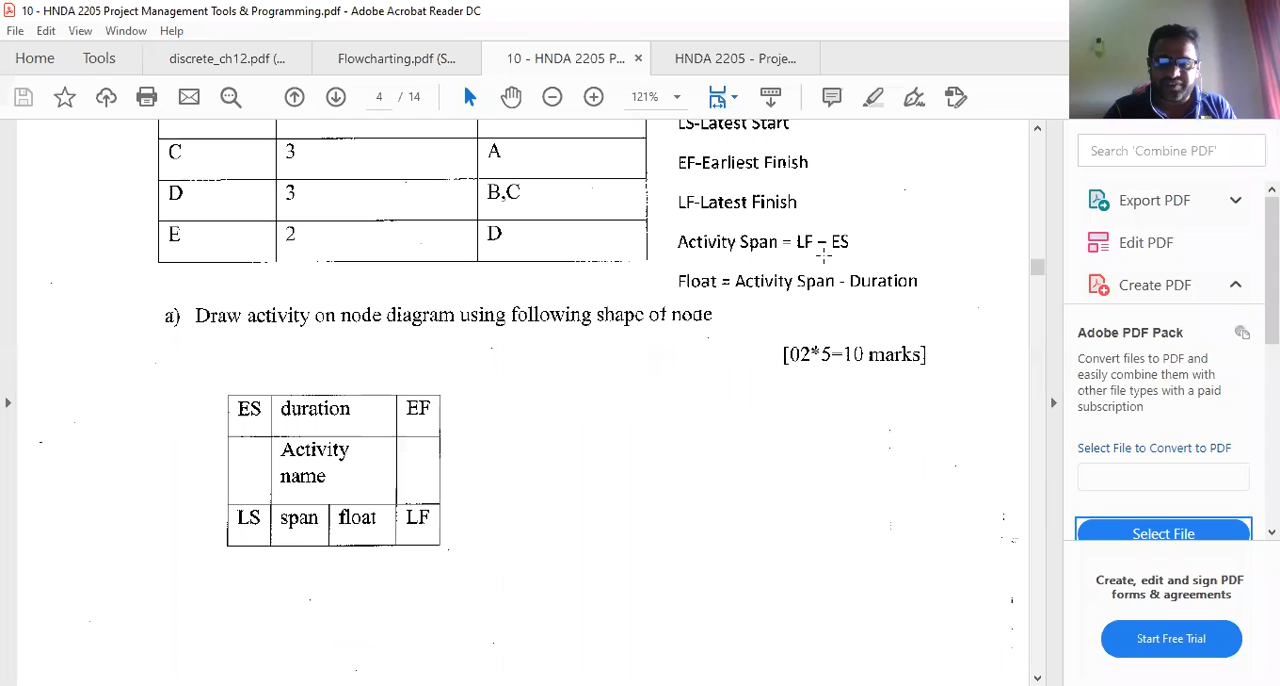 10 - HNDA 2205 Project Management Tools & Programming.pdf - Adobe Acrobat Reader DC
File Edit View Window Help
Home Tools discrete_ch12.pdf (... Flowcharting.pdf (S... 10 - HNDA 2205 P... × HNDA 2205 - Proje...
4 / 14 121%
LS-Latest Start
C 3 A
EF-Earliest Finish
D 3 B,C
LF-Latest Finish
E 2 D
Activity Span = LF – ES
Float = Activity Span - Duration
a) Draw activity on node diagram using following shape of node
[02*5=10 marks]
ES duration EF
Activity
name
LS span float LF
Search 'Combine PDF'
Export PDF
Edit PDF
Create PDF
Adobe PDF Pack
Convert files to PDF and
easily combine them with
other file types with a paid
subscription
Select File to Convert to PDF
Select File
Create, edit and sign PDF
forms & agreements
Start Free Trial